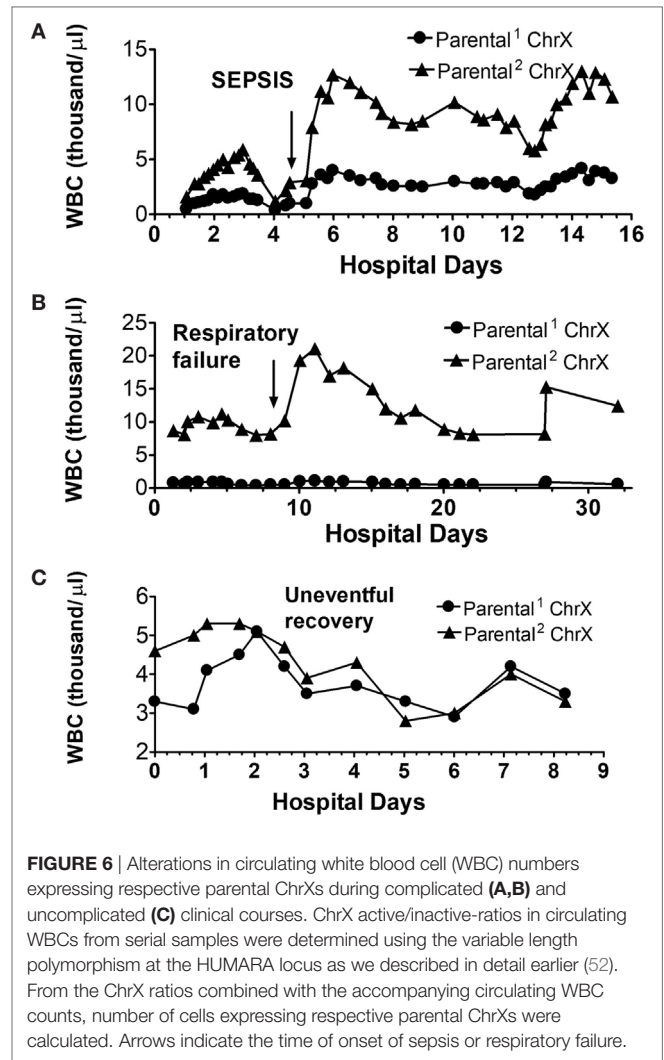 A
WBC (thousand/µl)
15
10
5
0
Parental¹ ChrX
Parental² ChrX
SEPSIS
0 2 4 6 8 10 12 14 16
Hospital Days
B
WBC (thousand/µl)
25
20
15
10
5
0
Respiratory
failure
Parental¹ ChrX
Parental² ChrX
0 10 20 30
Hospital Days
C
WBC (thousand/µl)
6
5
4
3
2
Uneventful
recovery
Parental¹ ChrX
Parental² ChrX
0 1 2 3 4 5 6 7 8 9
Hospital Days
FIGURE 6 | Alterations in circulating white blood cell (WBC) numbers
expressing respective parental ChrXs during complicated (A,B) and
uncomplicated (C) clinical courses. ChrX active/inactive-ratios in circulating
WBCs from serial samples were determined using the variable length
polymorphism at the HUMARA locus as we described in detail earlier (52).
From the ChrX ratios combined with the accompanying circulating WBC
counts, number of cells expressing respective parental ChrXs were
calculated. Arrows indicate the time of onset of sepsis or respiratory failure.